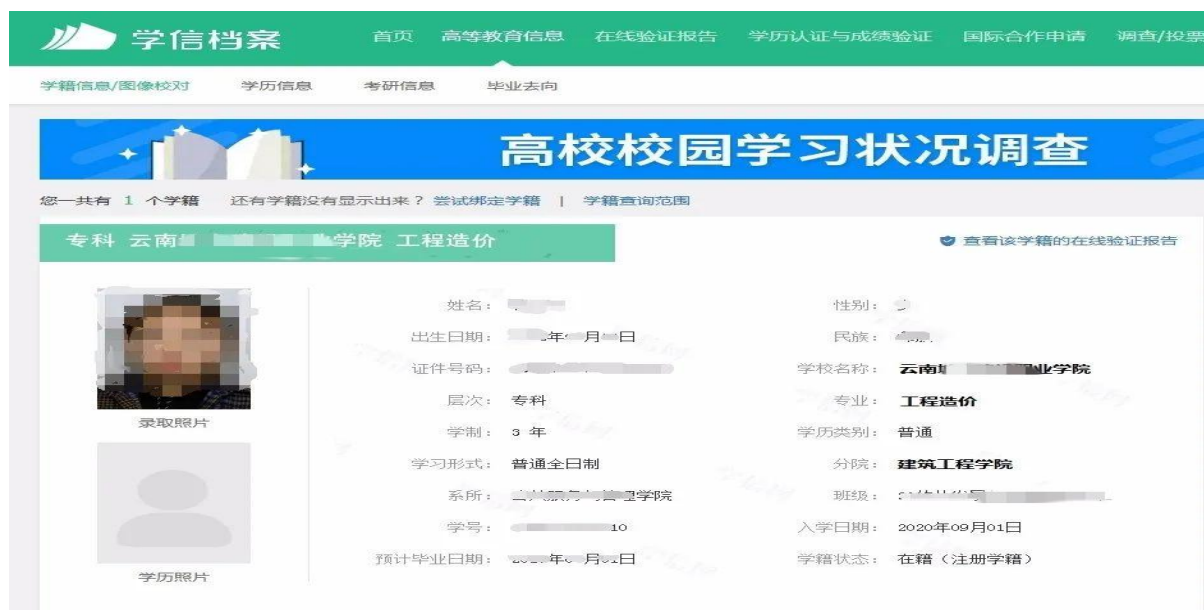 学信档案
首页 高等教育信息 在线验证报告 学历认证与成绩验证 国际合作申请 调查/投票
学籍信息/图像校对 学历信息 考研信息 毕业去向
高校校园学习状况调查
您一共有 1 个学籍 还有学籍没有显示出来？尝试绑定学籍 | 学籍查询范围
专科 云南 学院 工程造价 查看该学籍的在线验证报告
姓名： 性别：
出生日期： 年 月 日 民族：
证件号码： 学校名称： 云南 业学院
层次： 专科 专业： 工程造价
录取照片
学制： 3 年 学历类别： 普通
学习形式： 普通全日制 分院： 建筑工程学院
系所： 管理学院 班级：
学号： 10 入学日期： 2020年09月01日
预计毕业日期： 年 月 日 学籍状态： 在籍（注册学籍）
学历照片